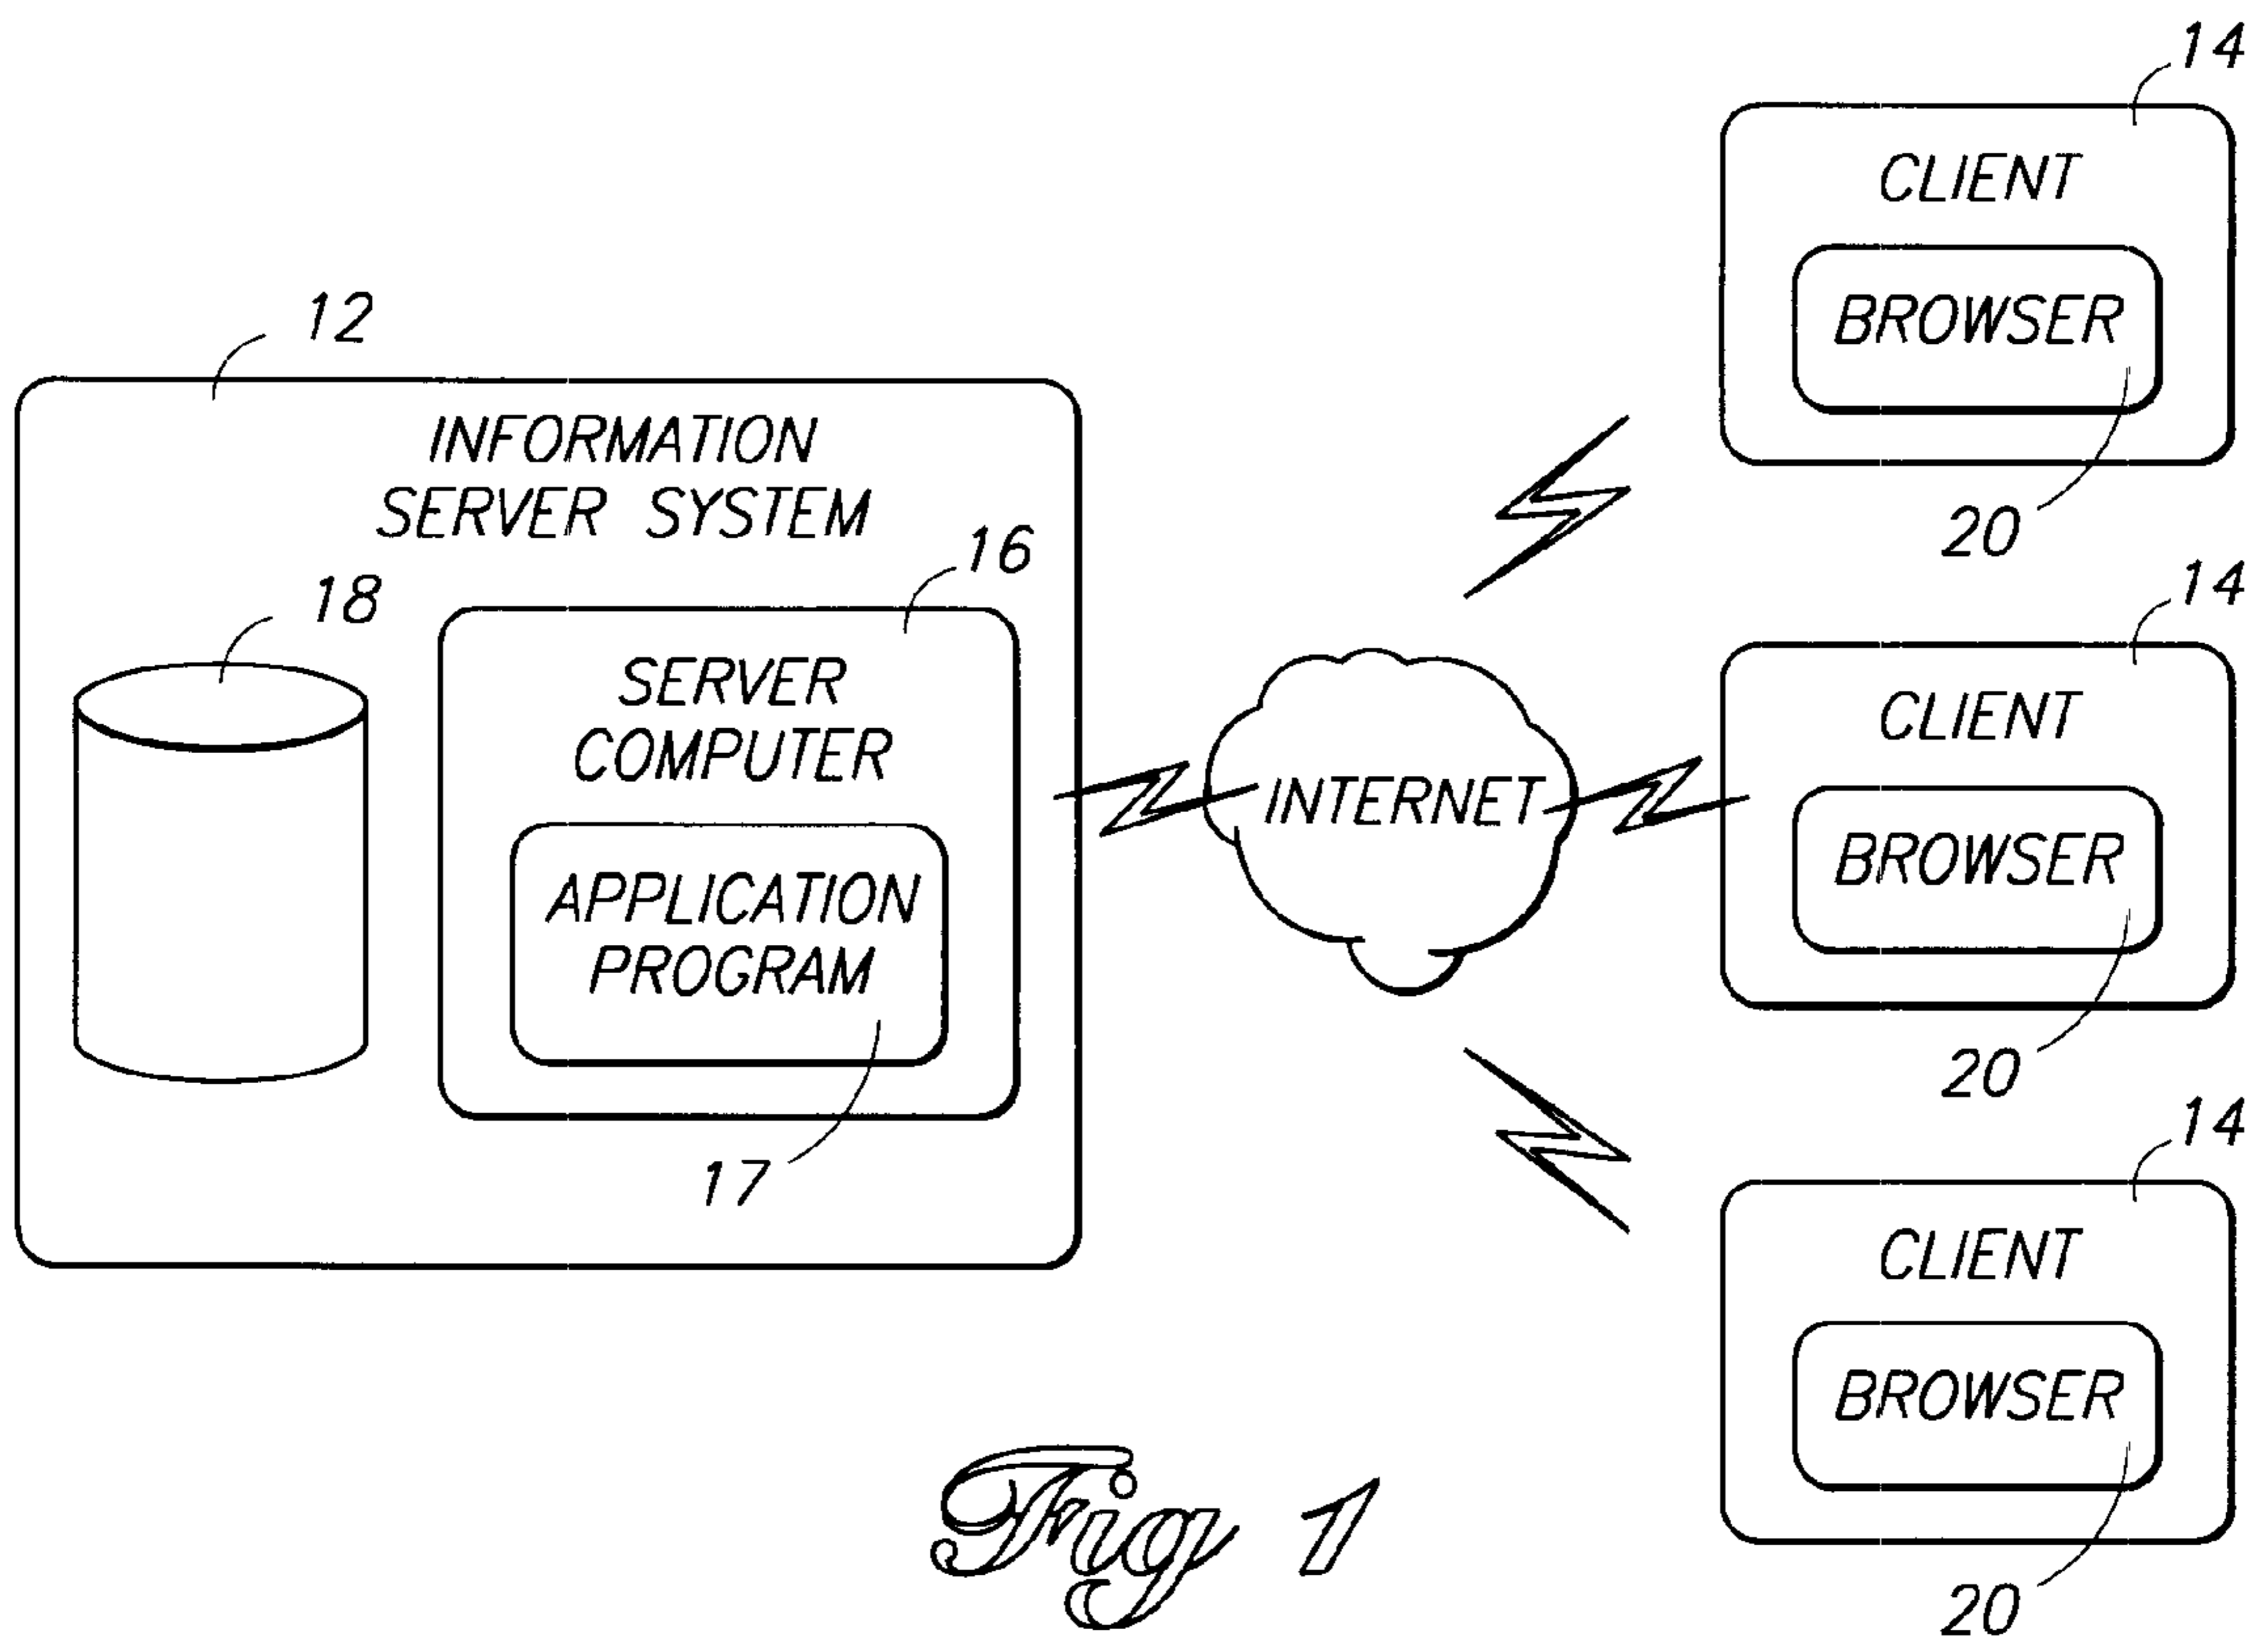 12
INFORMATION
SERVER SYSTEM
18
16
SERVER
COMPUTER
APPLICATION
PROGRAM
17
INTERNET
14
CLIENT
BROWSER
20
14
CLIENT
BROWSER
20
14
CLIENT
BROWSER
20
Fig 1